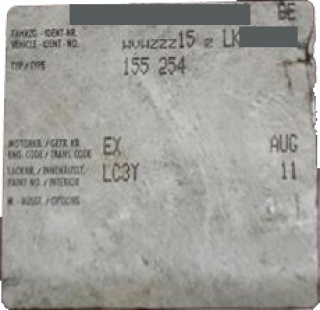 BE
FAHRZG.-IDENT-NR.
VEHICLE-IDENT-NO. WVWZZZ15 Z LK
TYP/TYPE 155 254
MOTORKB./GETR.KB. EX AUG
ENG.CODE/TRANS.CODE
LACKNR./INNENAUSST. LC3Y 11
PAINT NO./INTERIOR
M.-AUSST./OPTIONS